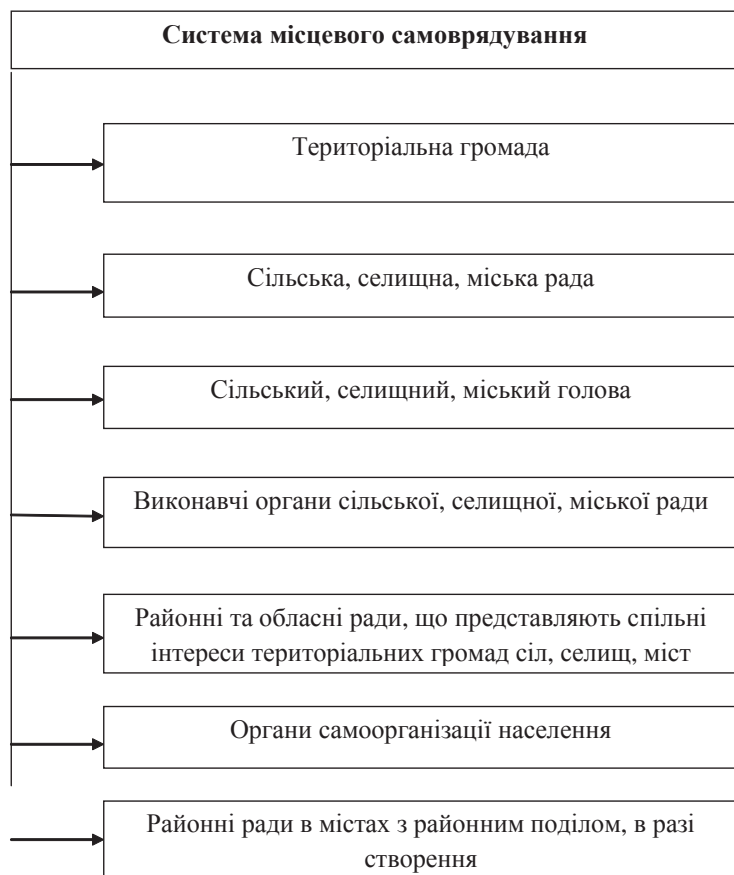 Система місцевого самоврядування
Територіальна громада
Сільська, селищна, міська рада
Сільський, селищний, міський голова
Виконавчі органи сільської, селищної, міської ради
Районні та обласні ради, що представляють спільні
інтереси територіальних громад сіл, селищ, міст
Органи самоорганізації населення
Районні ради в містах з районним поділом, в разі
створення